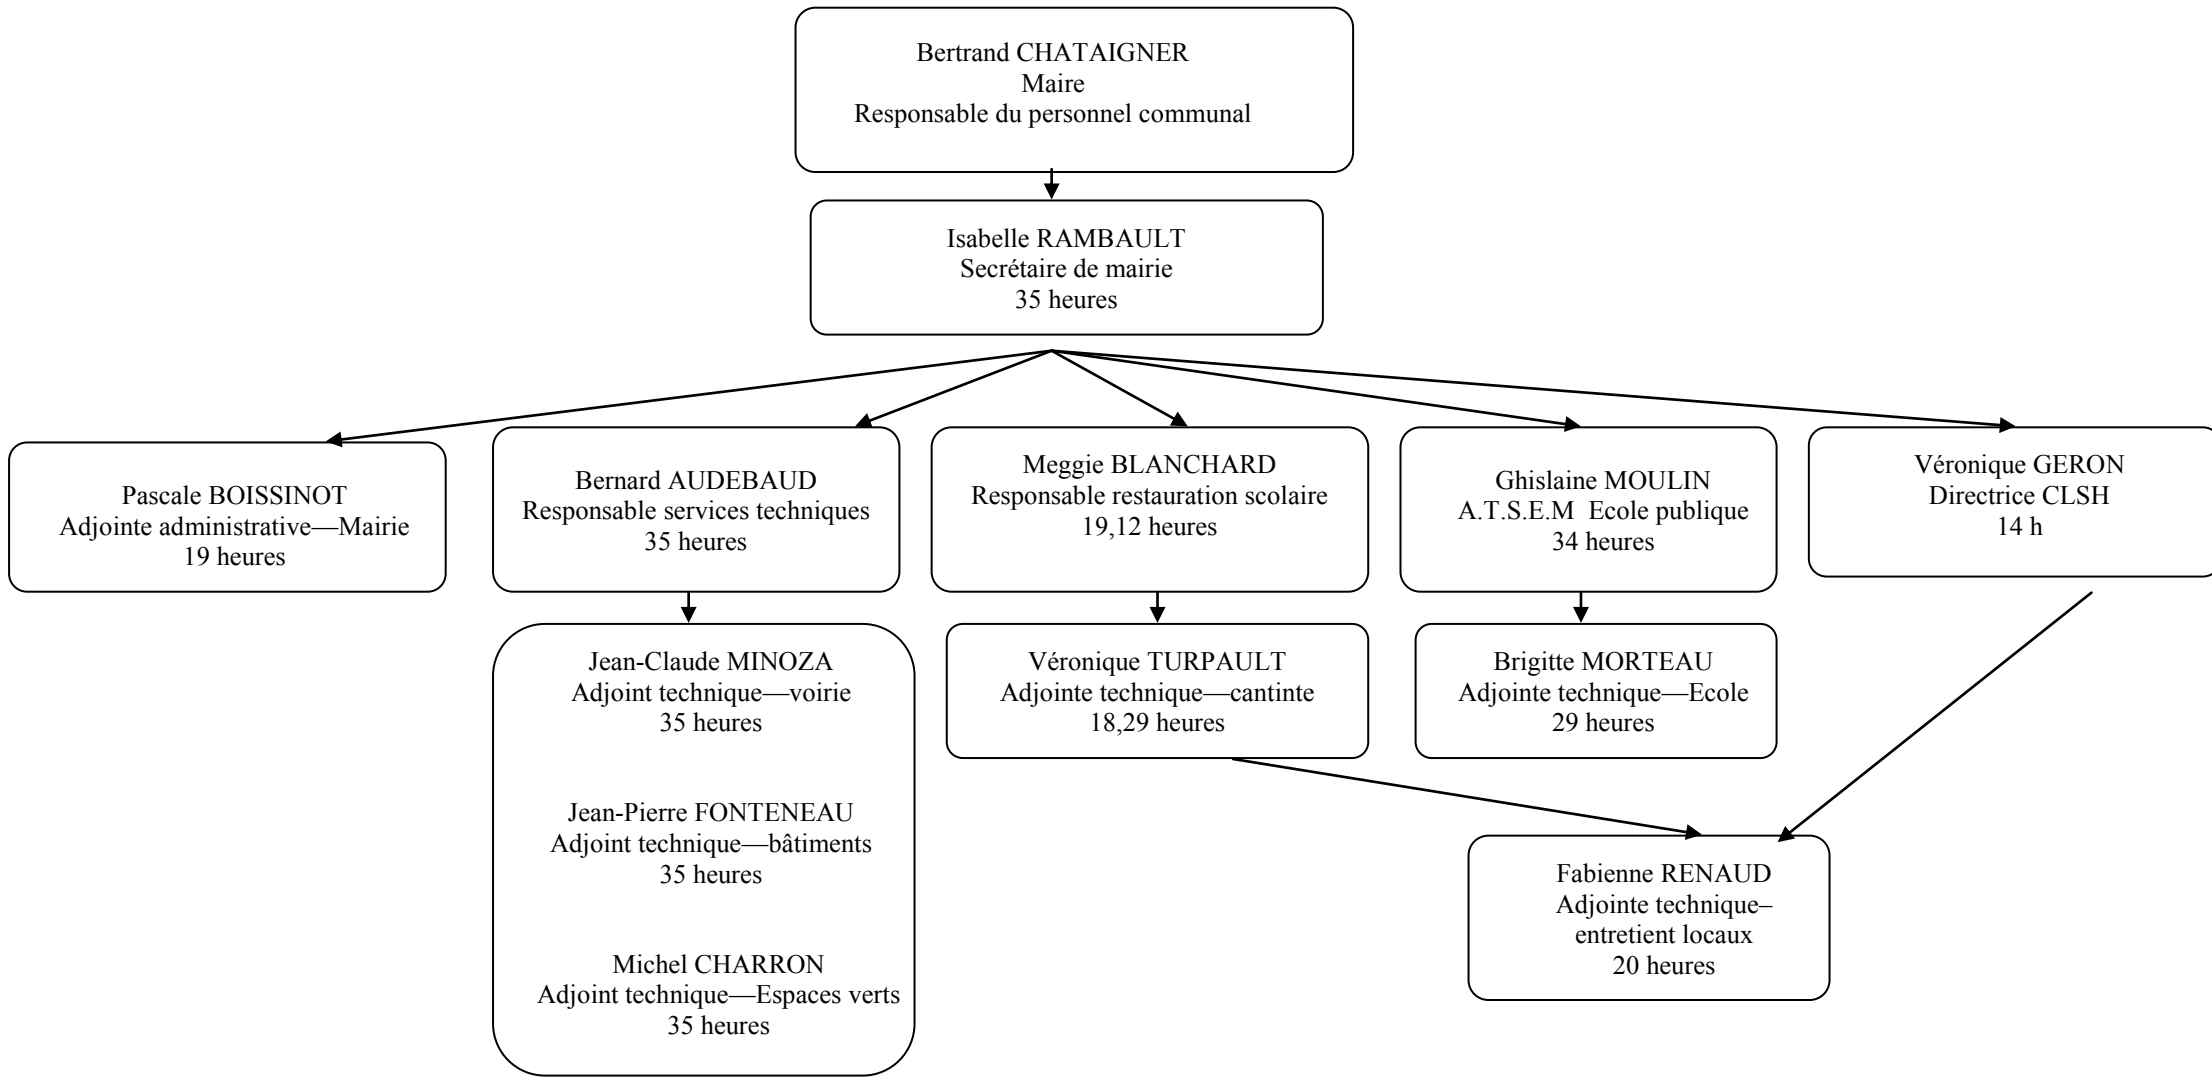 Bertrand CHATAIGNER
Maire
Responsable du personnel communal
Isabelle RAMBAULT
Secrétaire de mairie
35 heures
Pascale BOISSINOT
Adjointe administrative—Mairie
19 heures
Bernard AUDEBAUD
Responsable services techniques
35 heures
Meggie BLANCHARD
Responsable restauration scolaire
19,12 heures
Ghislaine MOULIN
A.T.S.E.M  Ecole publique
34 heures
Véronique GERON
Directrice CLSH
14 h
Jean-Claude MINOZA
Adjoint technique—voirie
35 heures
Jean-Pierre FONTENEAU
Adjoint technique—bâtiments
35 heures
Michel CHARRON
Adjoint technique—Espaces verts
35 heures
Véronique TURPAULT
Adjointe technique—cantinte
18,29 heures
Brigitte MORTEAU
Adjointe technique—Ecole
29 heures
Fabienne RENAUD
Adjointe technique–
entretient locaux
20 heures